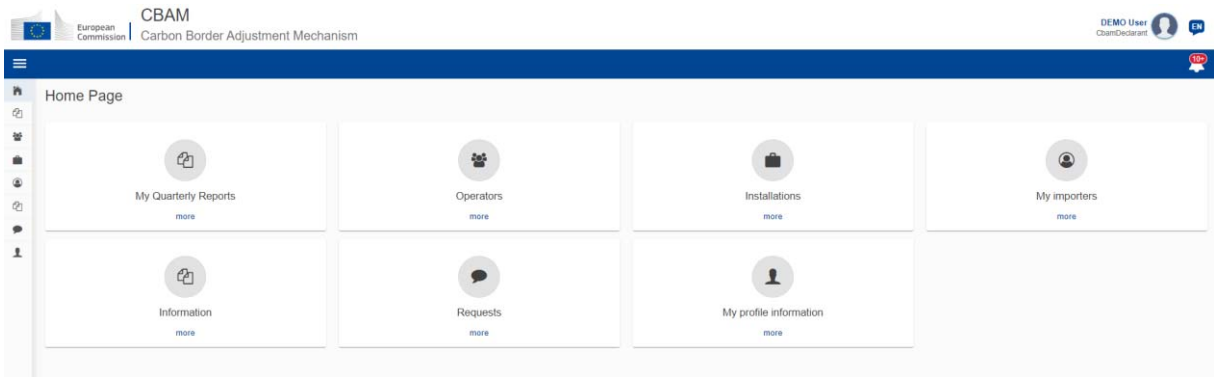 European
Commission
CBAM
Carbon Border Adjustment Mechanism
DEMO User
CbamDeclarant
EN
10+
Home Page
My Quarterly Reports
more
Operators
more
Installations
more
My importers
more
Information
more
Requests
more
My profile information
more